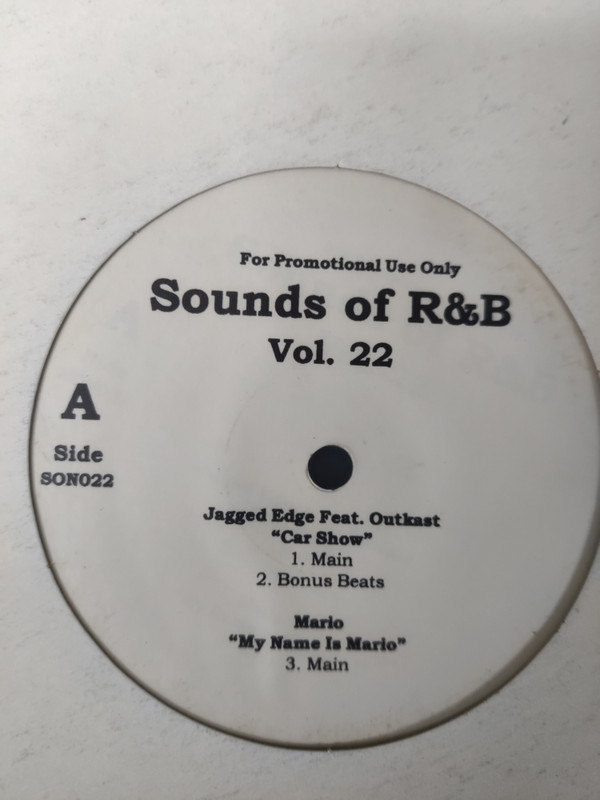 For Promotional Use Only
Sounds of R&B
Vol. 22
A
Side
SON022
Jagged Edge Feat. Outkast
“Car Show”
1. Main
2. Bonus Beats
Mario
“My Name Is Mario”
3. Main